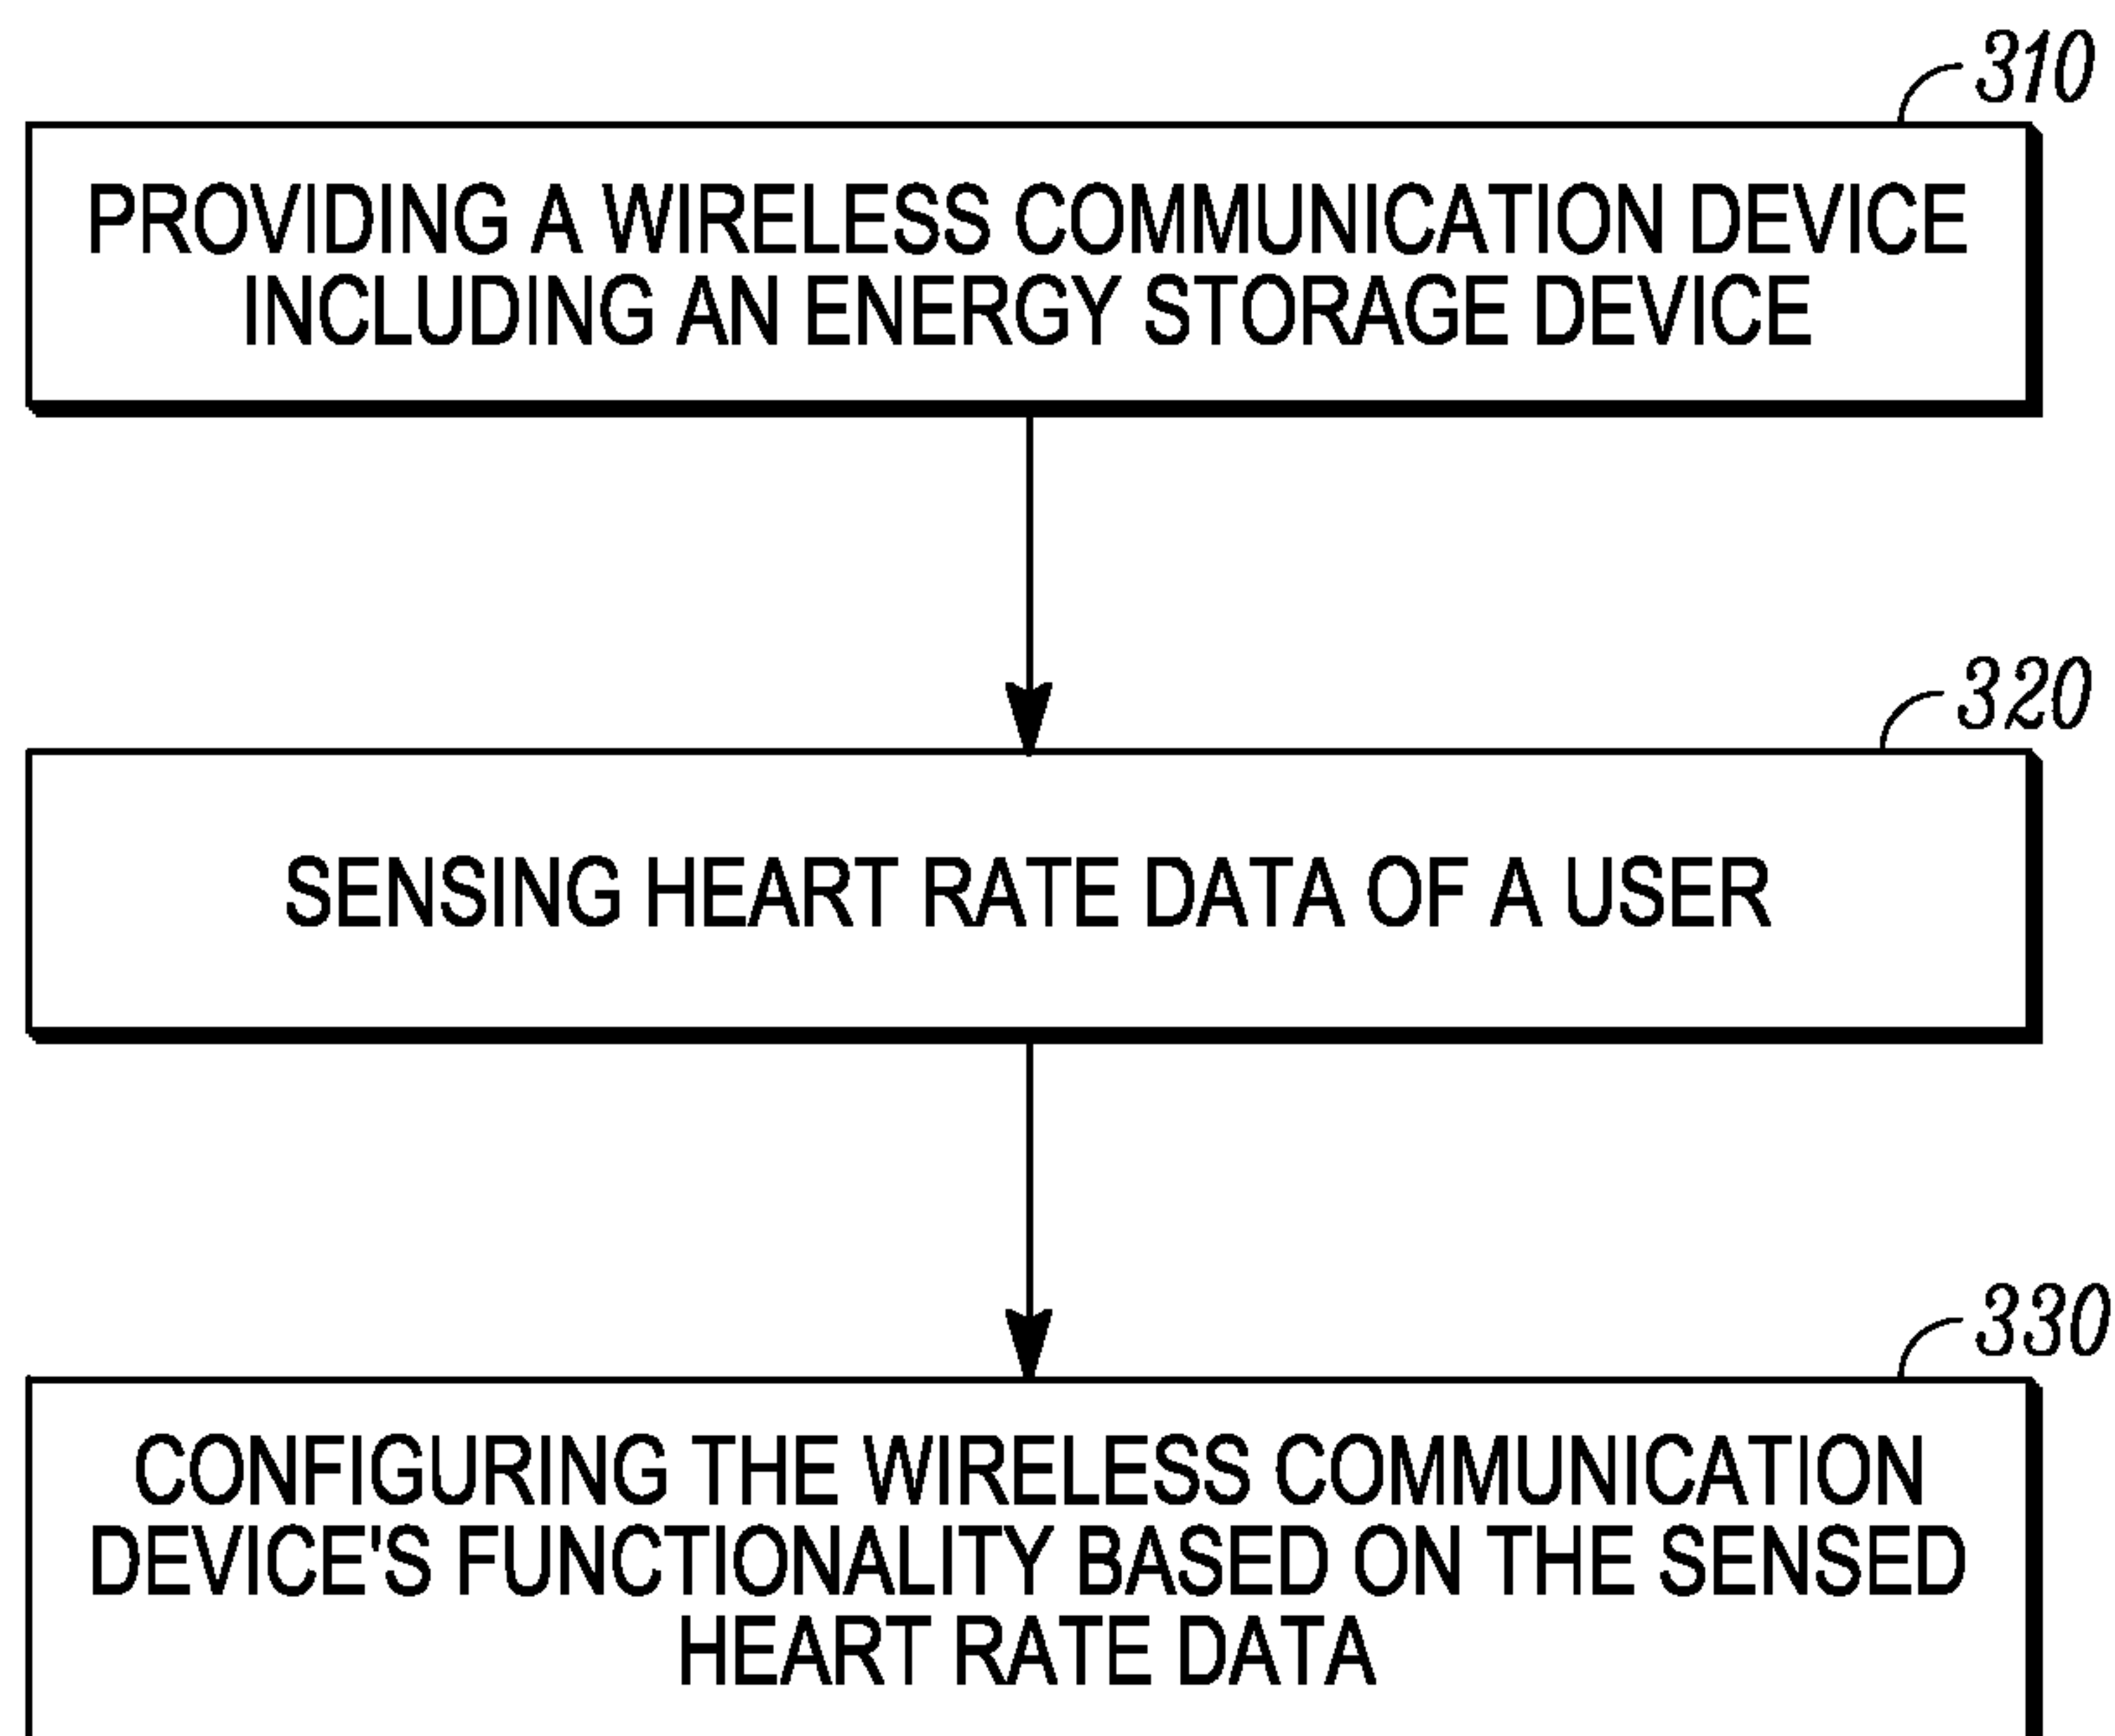 310
PROVIDING A WIRELESS COMMUNICATION DEVICE
INCLUDING AN ENERGY STORAGE DEVICE
320
SENSING HEART RATE DATA OF A USER
330
CONFIGURING THE WIRELESS COMMUNICATION
DEVICE'S FUNCTIONALITY BASED ON THE SENSED
HEART RATE DATA